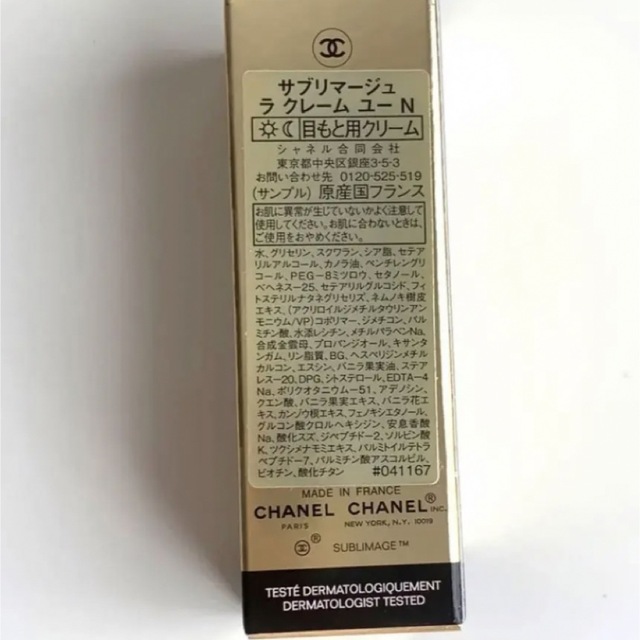 サブリマージュ
ラ クレーム ユー N
目もと用クリーム
シャネル合同会社
東京都中央区銀座3-5-3
お問い合わせ先 0120-525-519
(サンプル) 原産国フランス
お肌に異常が生じていないかよく注意して
使用してください。お肌に合わないときは、
ご使用をおやめください。
水、グリセリン、スクワラン、シア脂、セテア
リルアルコール、カノラ油、ペンチレングリ
コール、PEG-8ミツロウ、セタノール、
ベヘネス-25、セテアリルグルコシド、フィ
トステリルナタネグリセリズ、ネムノキ樹皮
エキス、(アクリロイルジメチルタウリンアン
モニウム/VP)コポリマー、ジメチコン、パル
ミチン酸、水添レシチン、メチルパラベンNa、
合成金雲母、プロパンジオール、キサンタ
ンガム、リン脂質、BG、ヘスペリジンメチル
カルコン、エスシン、バニラ果実油、ステア
レス-20、DPG、シトステロール、EDTA-4
Na、ポリクオタニウム-51、アデノシン、
クエン酸、バニラ果実エキス、バニラ花エ
キス、カンゾウ根エキス、フェノキシエタノール、
グルコン酸クロルヘキシジン、安息香酸
Na、酸化スズ、ジペプチド-2、ソルビン酸
K、ツクシメナモミエキス、パルミトイルテトラ
ペプチド-7、パルミチン酸アスコルビル、
ビオチン、酸化チタン #041167
MADE IN FRANCE
CHANEL CHANEL® INC.
PARIS NEW YORK, N.Y. 10019
® SUBLIMAGE™
TESTÉ DERMATOLOGIQUEMENT
DERMATOLOGIST TESTED